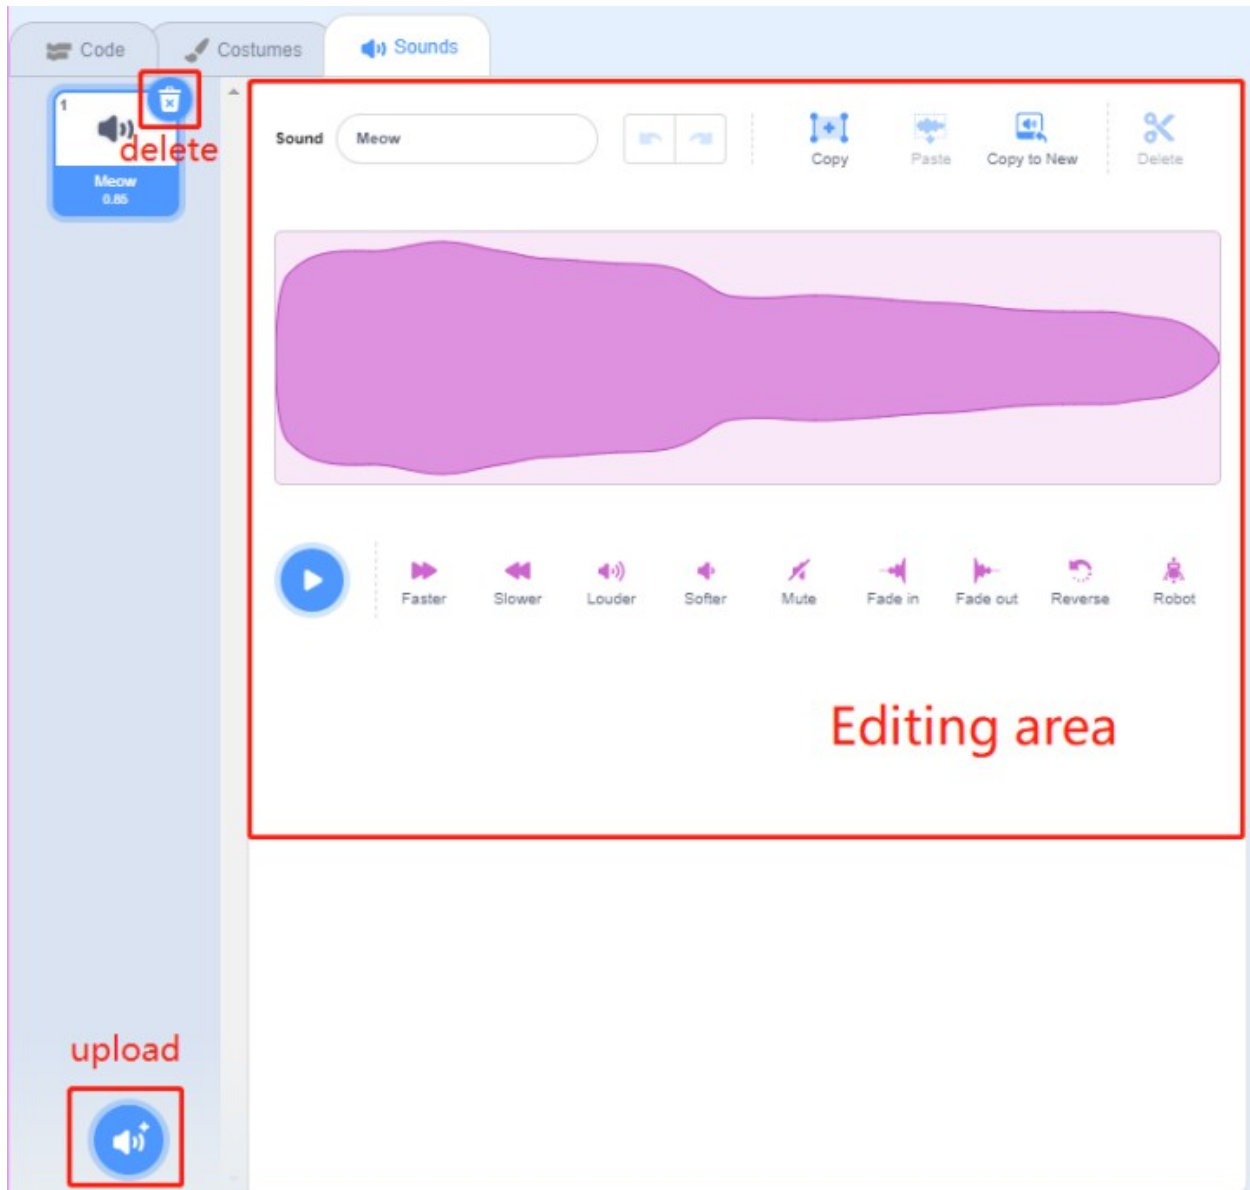 Code
Costumes
Sounds
1
delete
Meow
0.85
Sound
Meow
Copy
Paste
Copy to New
Delete
Faster
Slower
Louder
Softer
Mute
Fade in
Fade out
Reverse
Robot
Editing area
upload